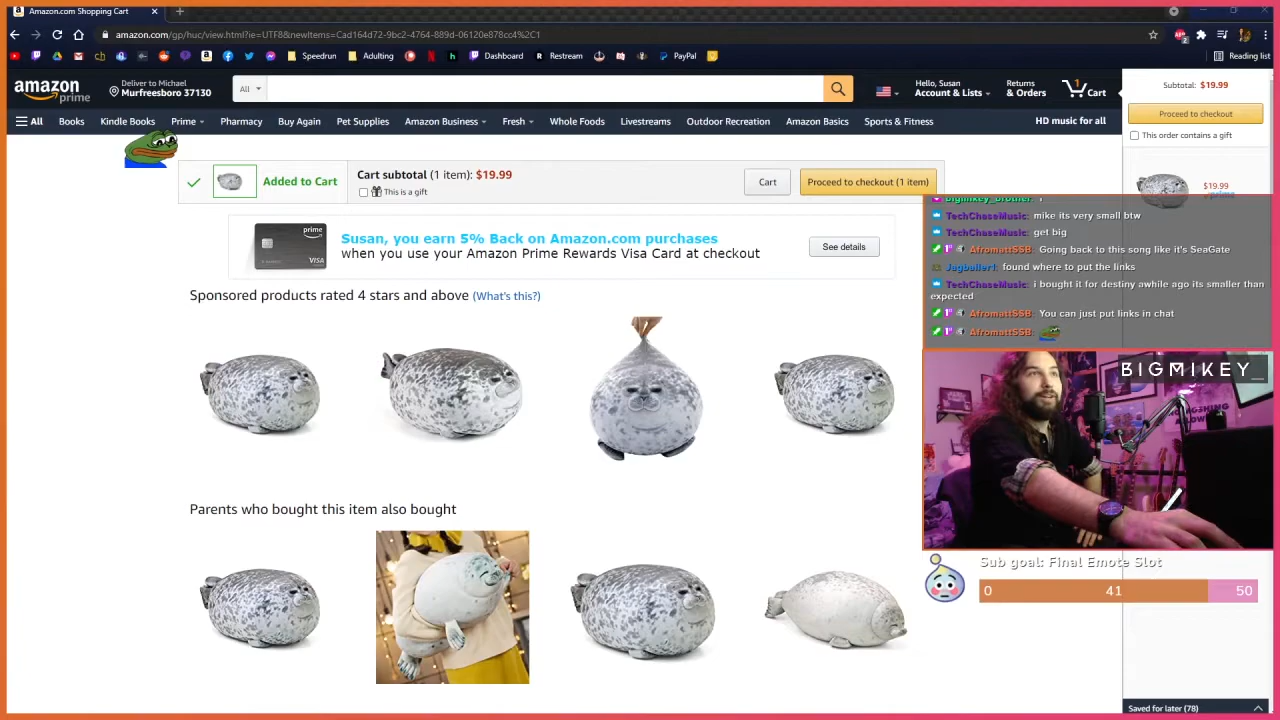 Amazon.com Shopping Cart
amazon.com/gp/huc/view.html?ie=UTF8&newItems=Cad164d72-9bc2-4764-889d-06120e878cc4%2C1
Speedrun
Adulting
Dashboard
Restream
PayPal
Reading list
amazon prime
Deliver to Michael
Murfreesboro 37130
All
Hello, Susan
Account & Lists
Returns
& Orders
1
Cart
All
Books
Kindle Books
Prime
Pharmacy
Buy Again
Pet Supplies
Amazon Business
Fresh
Whole Foods
Livestreams
Outdoor Recreation
Amazon Basics
Sports & Fitness
HD music for all
Subtotal: $19.99
Proceed to checkout
This order contains a gift
$19.99
prime
Added to Cart
Cart subtotal (1 item): $19.99
This is a gift
Cart
Proceed to checkout (1 item)
prime
VISA
Susan, you earn 5% Back on Amazon.com purchases
when you use your Amazon Prime Rewards Visa Card at checkout
See details
Sponsored products rated 4 stars and above (What's this?)
Parents who bought this item also bought
bigmikey_brother:
TechChaseMusic: mike its very small btw
TechChaseMusic: get big
AfromattSSB: Going back to this song like it's SeaGate
Jagballer1: found where to put the links
TechChaseMusic: i bought it for destiny awhile ago its smaller than
expected
AfromattSSB: You can just put links in chat
AfromattSSB:
BIGMIKEY_
Sub goal: Final Emote Slot
0 41 50
Saved for later (78)